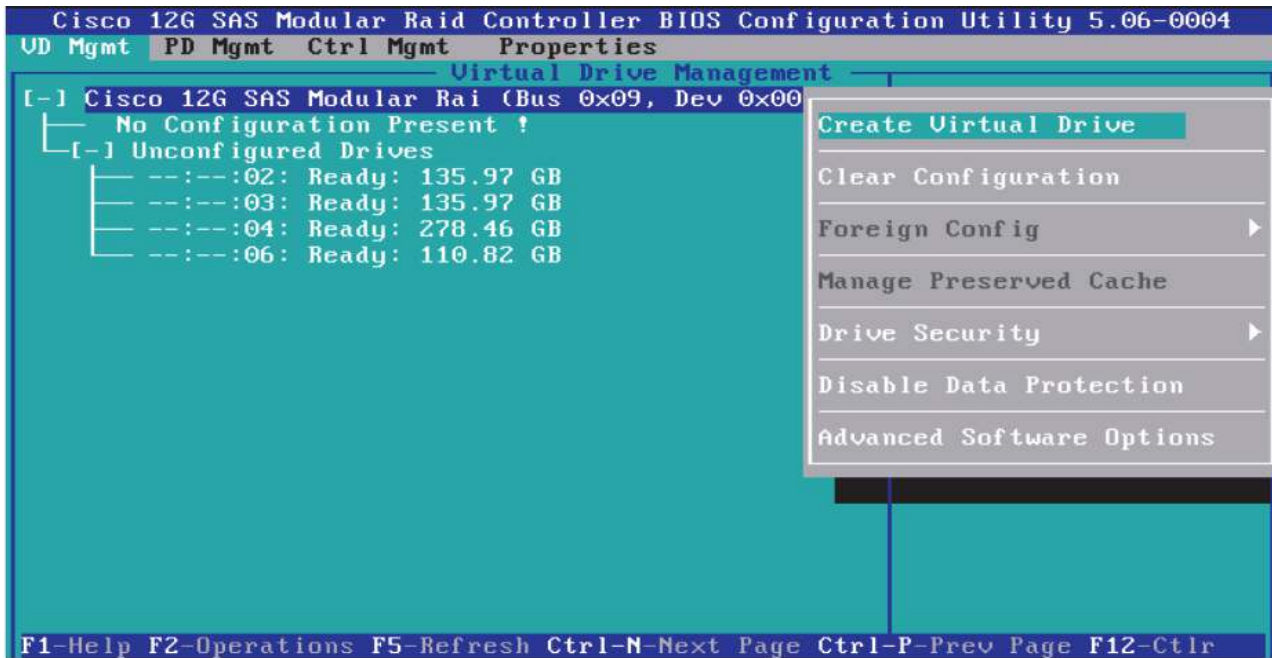 Cisco 12G SAS Modular Raid Controller BIOS Configuration Utility 5.06-0004
VD Mgmt PD Mgmt Ctrl Mgmt Properties
Virtual Drive Management
[-] Cisco 12G SAS Modular Rai (Bus 0x09, Dev 0x00
No Configuration Present !
[-] Unconfigured Drives
--:--:02: Ready: 135.97 GB
--:--:03: Ready: 135.97 GB
--:--:04: Ready: 278.46 GB
--:--:06: Ready: 110.82 GB
Create Virtual Drive
Clear Configuration
Foreign Config
Manage Preserved Cache
Drive Security
Disable Data Protection
Advanced Software Options
F1-Help F2-Operations F5-Refresh Ctrl-N-Next Page Ctrl-P-Prev Page F12-Ctlr